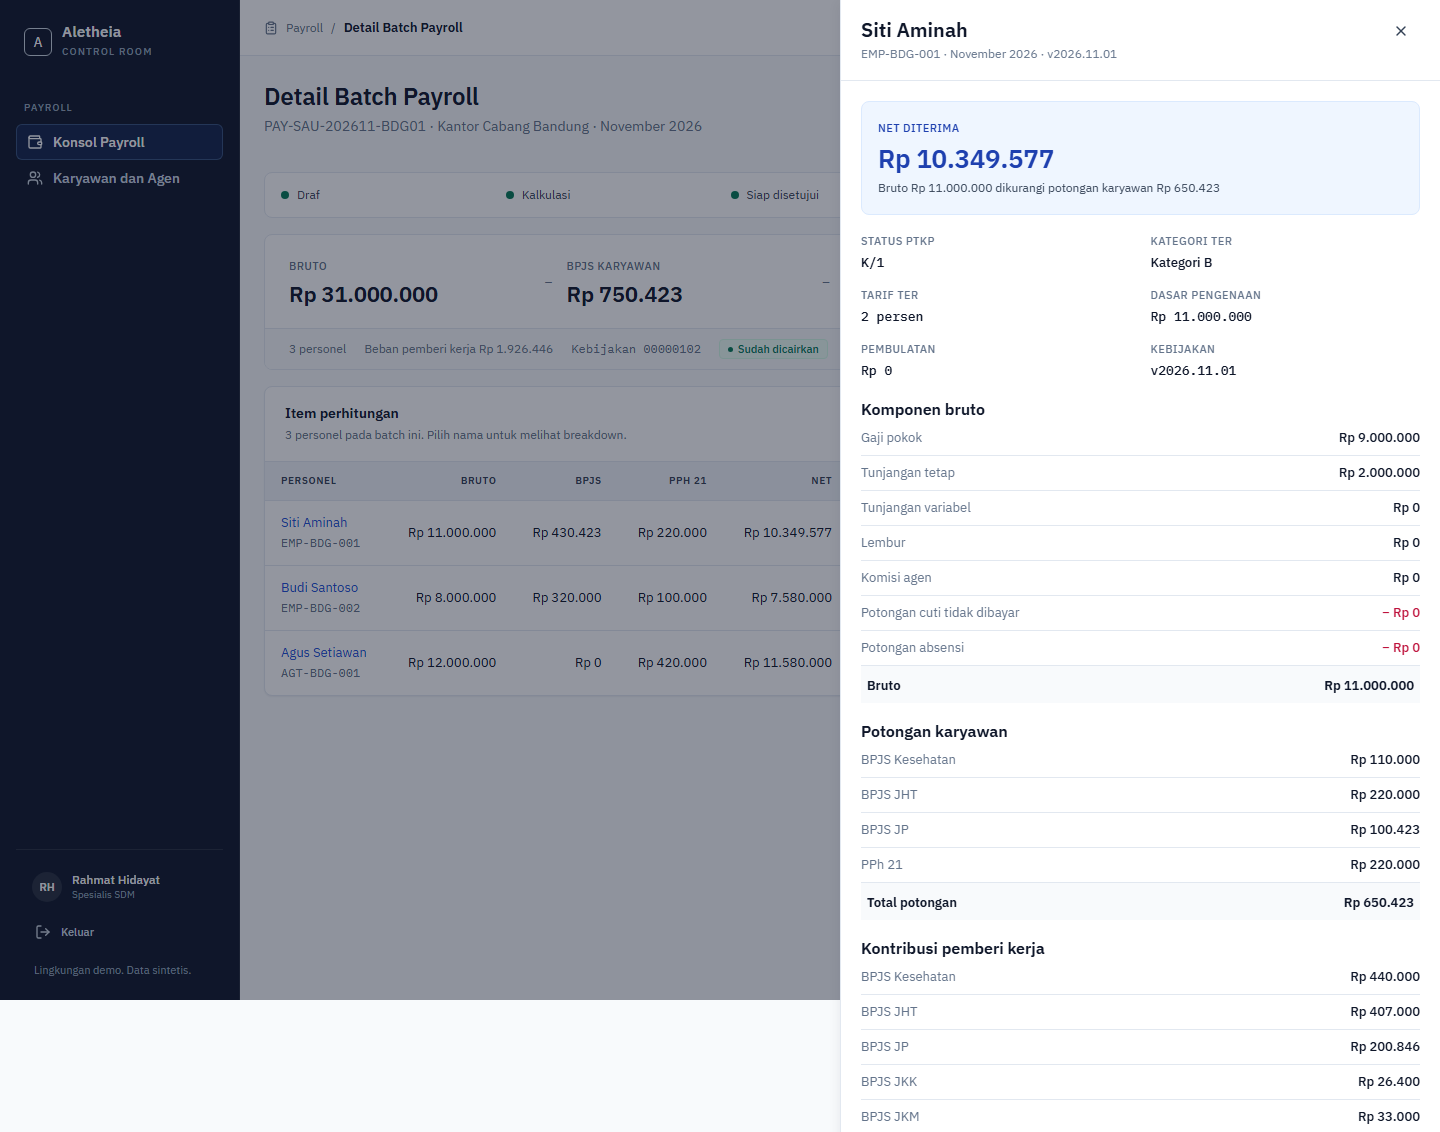 A
Aletheia
CONTROL ROOM
PAYROLL
Konsol Payroll
Karyawan dan Agen
RH
Rahmat Hidayat
Spesialis SDM
Keluar
Lingkungan demo. Data sintetis.
Payroll / Detail Batch Payroll
Detail Batch Payroll
PAY-SAU-202611-BDG01 · Kantor Cabang Bandung · November 2026
Draf Kalkulasi Siap disetujui
BRUTO – BPJS KARYAWAN –
Rp 31.000.000 Rp 750.423
3 personel Beban pemberi kerja Rp 1.926.446 Kebijakan 00000102 Sudah dicairkan
Item perhitungan
3 personel pada batch ini. Pilih nama untuk melihat breakdown.
PERSONEL BRUTO BPJS PPH 21 NET
Siti Aminah
EMP-BDG-001 Rp 11.000.000 Rp 430.423 Rp 220.000 Rp 10.349.577
Budi Santoso
EMP-BDG-002 Rp 8.000.000 Rp 320.000 Rp 100.000 Rp 7.580.000
Agus Setiawan
AGT-BDG-001 Rp 12.000.000 Rp 0 Rp 420.000 Rp 11.580.000
Siti Aminah
EMP-BDG-001 · November 2026 · v2026.11.01
NET DITERIMA
Rp 10.349.577
Bruto Rp 11.000.000 dikurangi potongan karyawan Rp 650.423
STATUS PTKP KATEGORI TER
K/1 Kategori B
TARIF TER DASAR PENGENAAN
2 persen Rp 11.000.000
PEMBULATAN KEBIJAKAN
Rp 0 v2026.11.01
Komponen bruto
Gaji pokok Rp 9.000.000
Tunjangan tetap Rp 2.000.000
Tunjangan variabel Rp 0
Lembur Rp 0
Komisi agen Rp 0
Potongan cuti tidak dibayar – Rp 0
Potongan absensi – Rp 0
Bruto Rp 11.000.000
Potongan karyawan
BPJS Kesehatan Rp 110.000
BPJS JHT Rp 220.000
BPJS JP Rp 100.423
PPh 21 Rp 220.000
Total potongan Rp 650.423
Kontribusi pemberi kerja
BPJS Kesehatan Rp 440.000
BPJS JHT Rp 407.000
BPJS JP Rp 200.846
BPJS JKK Rp 26.400
BPJS JKM Rp 33.000